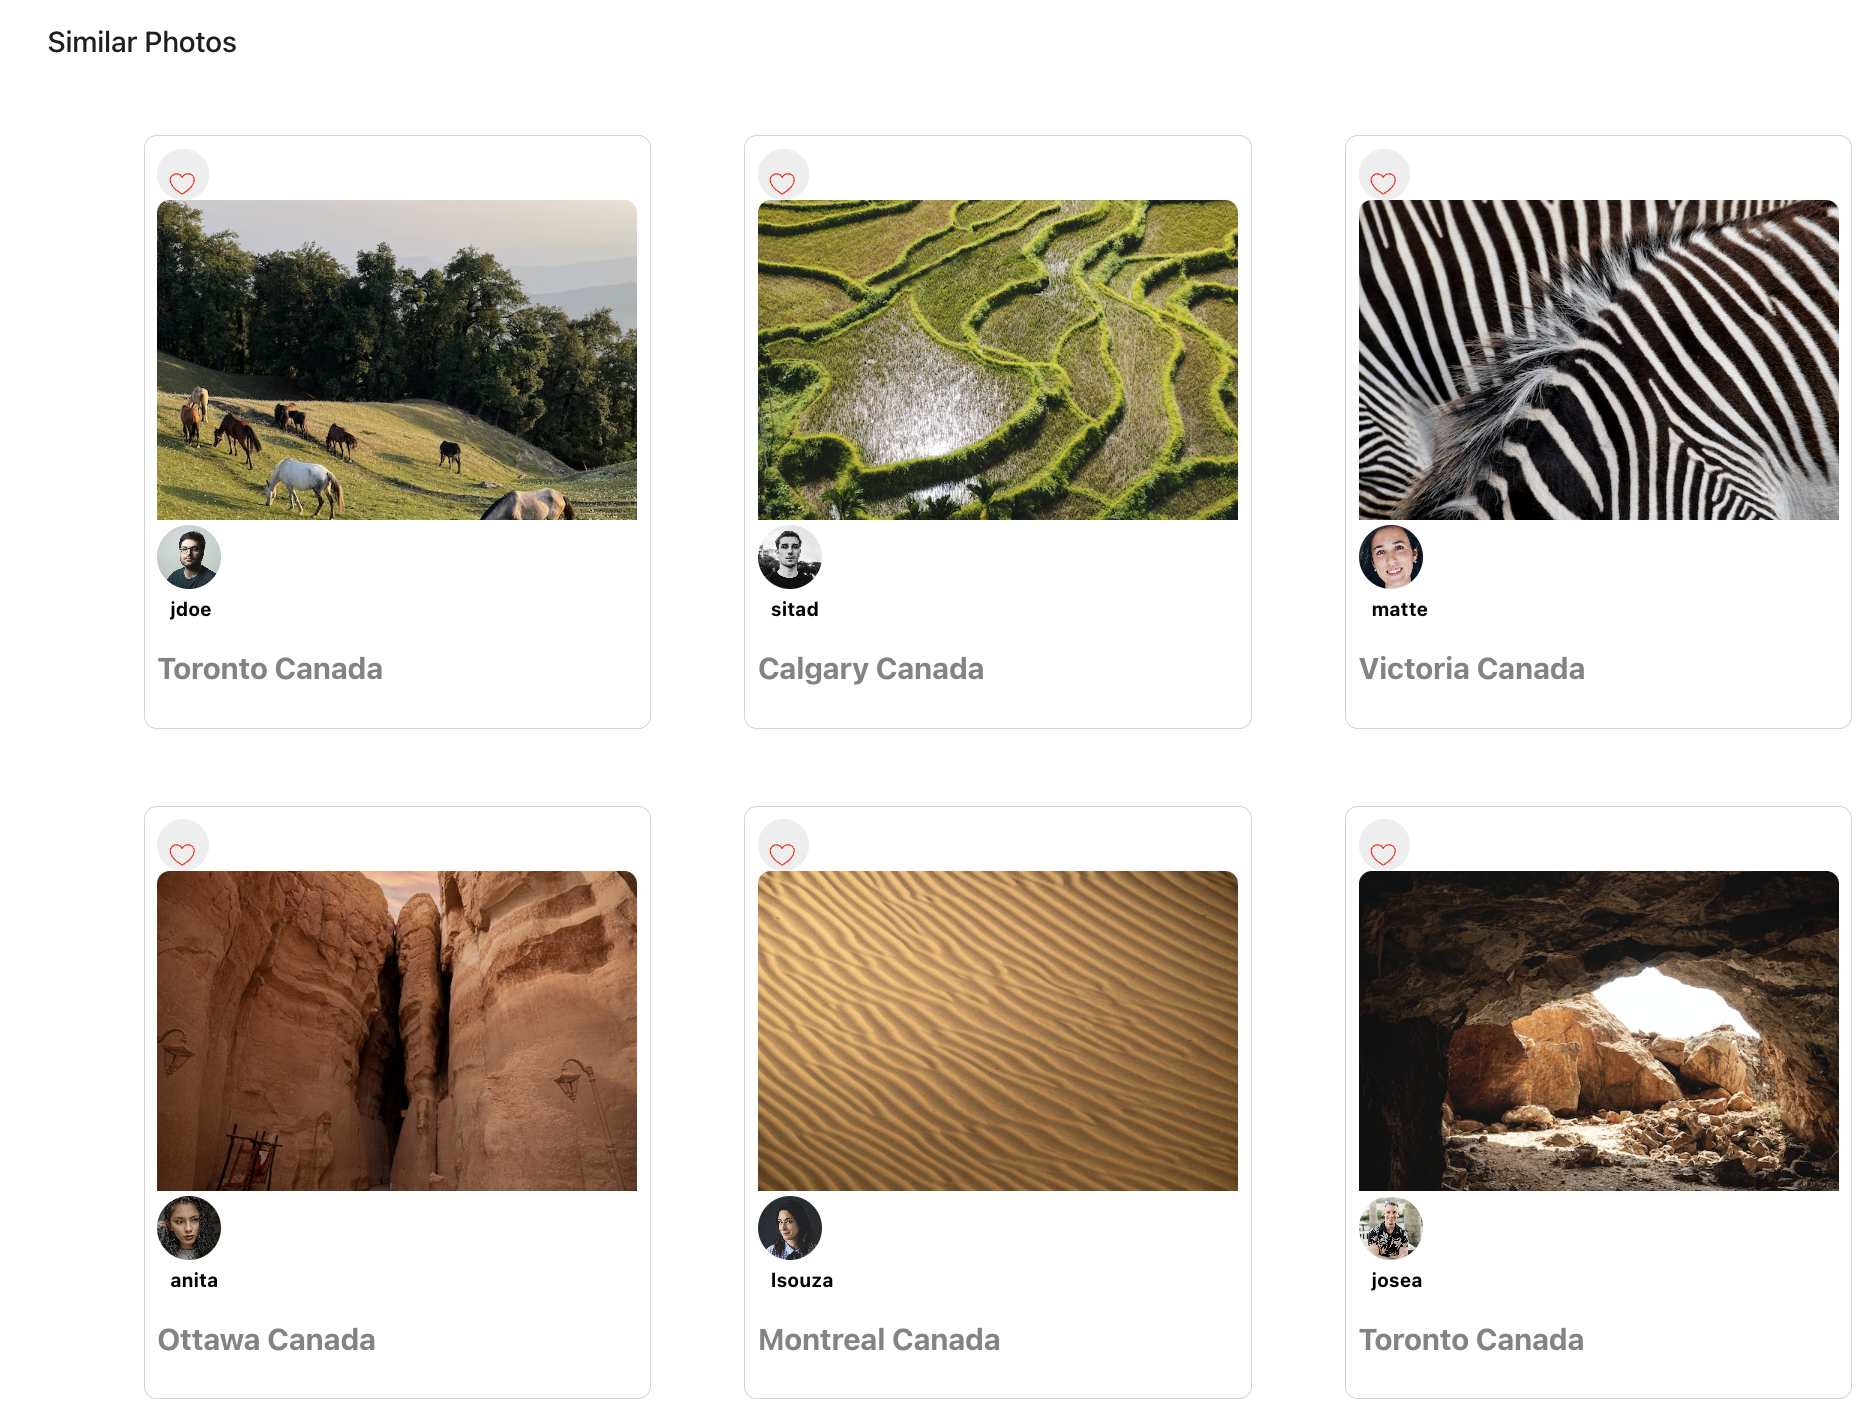 Similar Photos
jdoe
sitad
matte
Toronto Canada
Calgary Canada
Victoria Canada
anita
lsouza
josea
Ottawa Canada
Montreal Canada
Toronto Canada